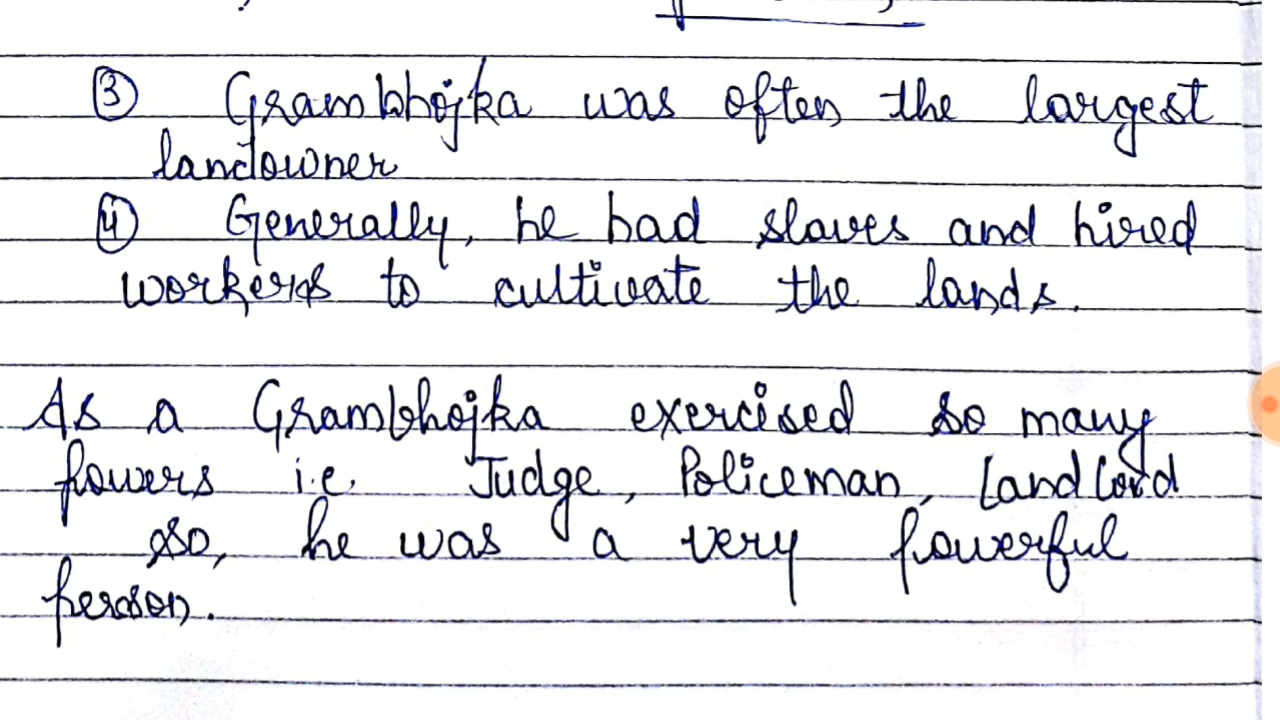 ③ Grambhojka was often the largest
landowner
④ Generally, he had slaves and hired
workers to cultivate the lands.
As a Grambhojka exercised so many
powers i.e. Judge, Policeman, Landlord
so, he was a very powerful
person.